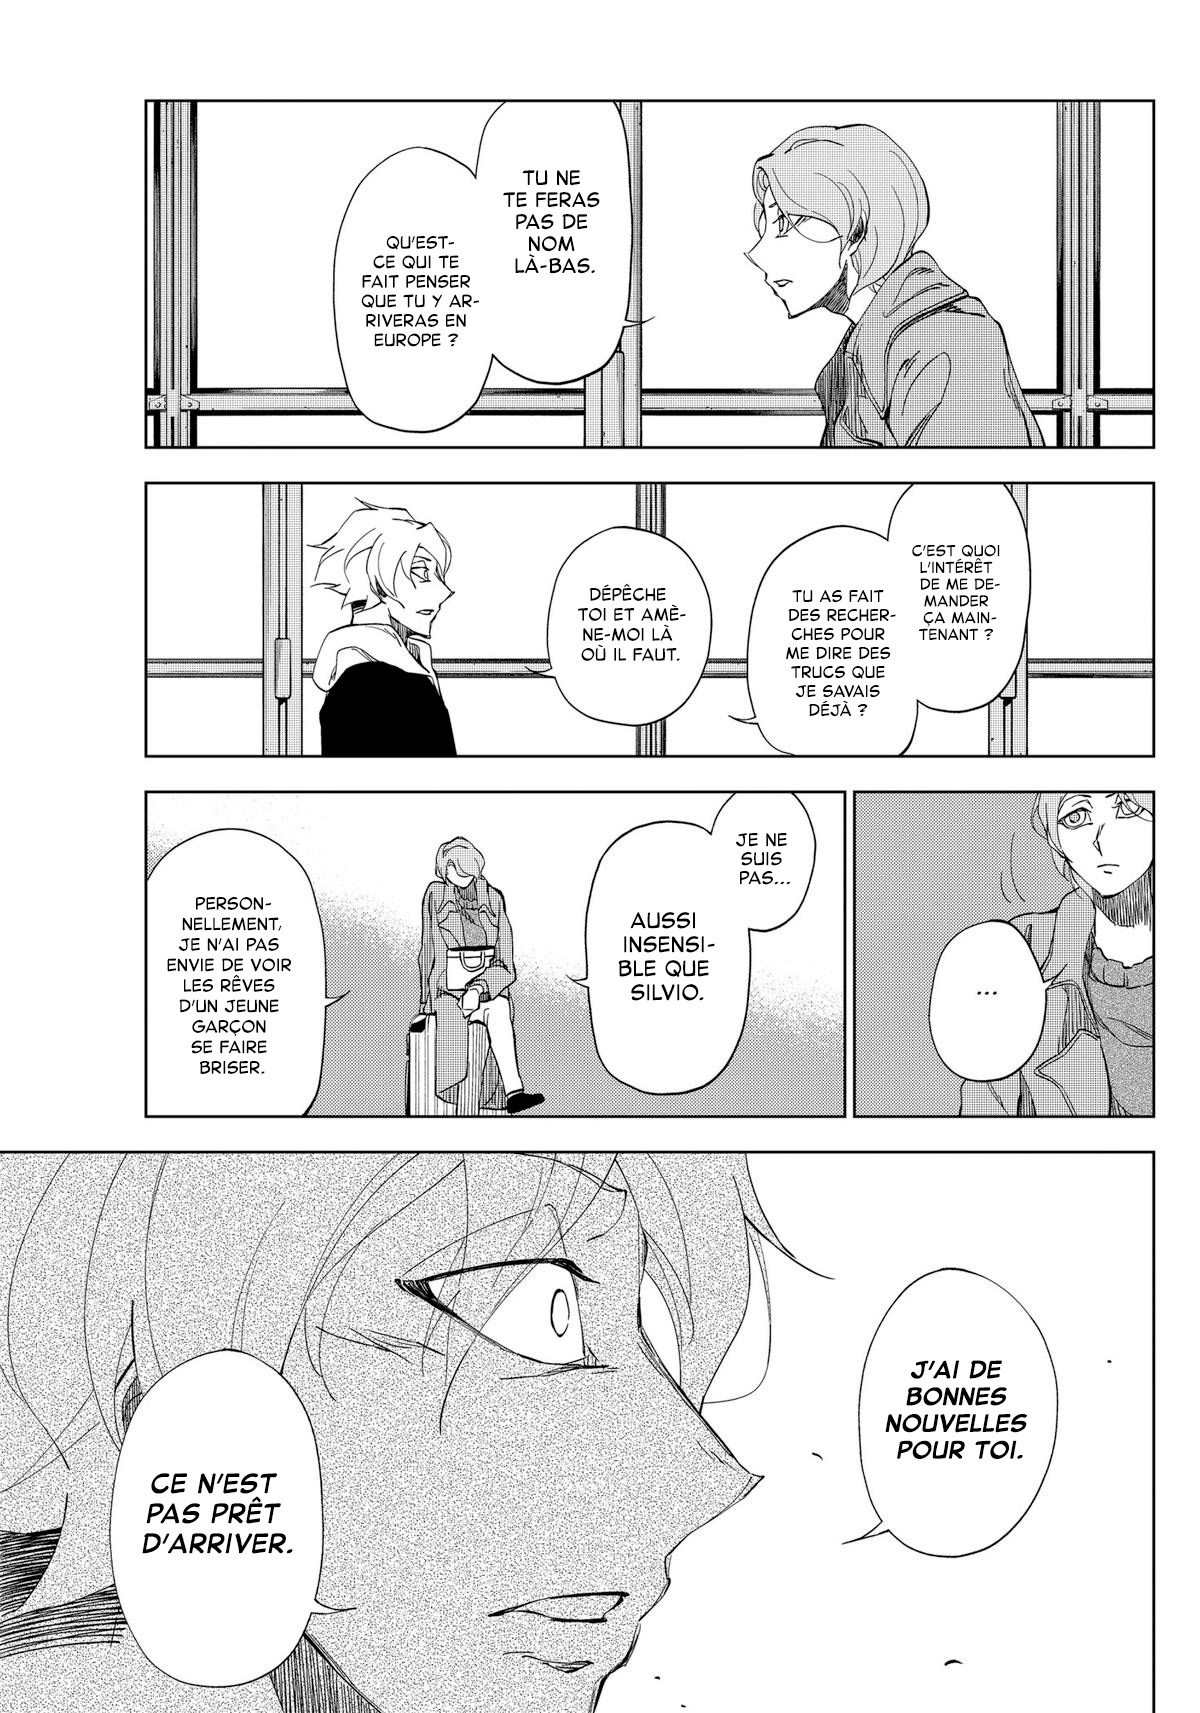 TU NE
TE FERAS
PAS DE
NOM
LÀ-BAS.
QU'EST-
CE QUI TE
FAIT PENSER
QUE TU Y AR-
RIVERAS EN
EUROPE ?
C'EST QUOI
L'INTÉRÊT
DE ME DE-
MANDER
ÇA MAIN-
TENANT ?
TU AS FAIT
DES RECHER-
CHES POUR
ME DIRE DES
TRUCS QUE
JE SAVAIS
DÉJÀ ?
DÉPÊCHE
TOI ET AMÈ-
NE-MOI LÀ
OÙ IL FAUT.
...
JE NE
SUIS
PAS...
AUSSI
INSENSI-
BLE QUE
SILVIO.
PERSON-
NELLEMENT,
JE N'AI PAS
ENVIE DE VOIR
LES RÊVES
D'UN JEUNE
GARÇON
SE FAIRE
BRISER.
J'AI DE
BONNES
NOUVELLES
POUR TOI.
CE N'EST
PAS PRÊT
D'ARRIVER.